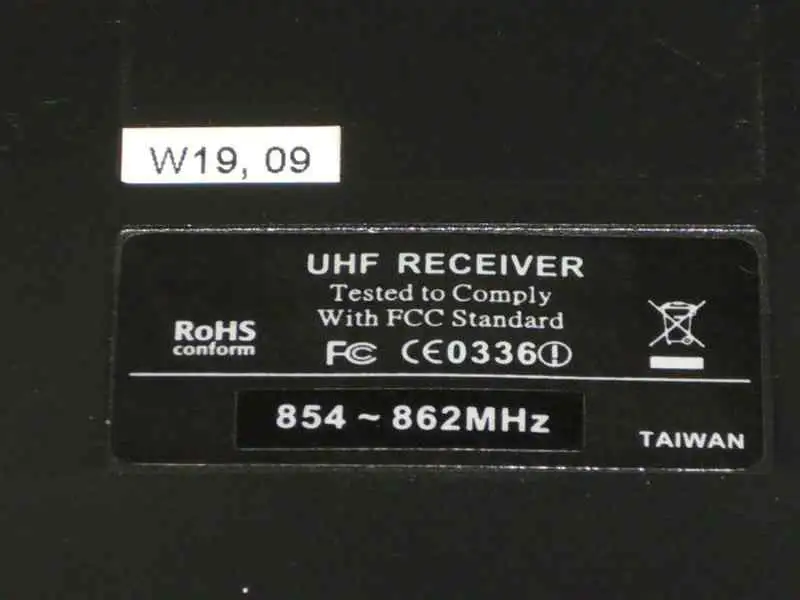 W19, 09
UHF RECEIVER
Tested to Comply
With FCC Standard
RoHS
conform
FC CE0336
854 ~ 862MHz
TAIWAN